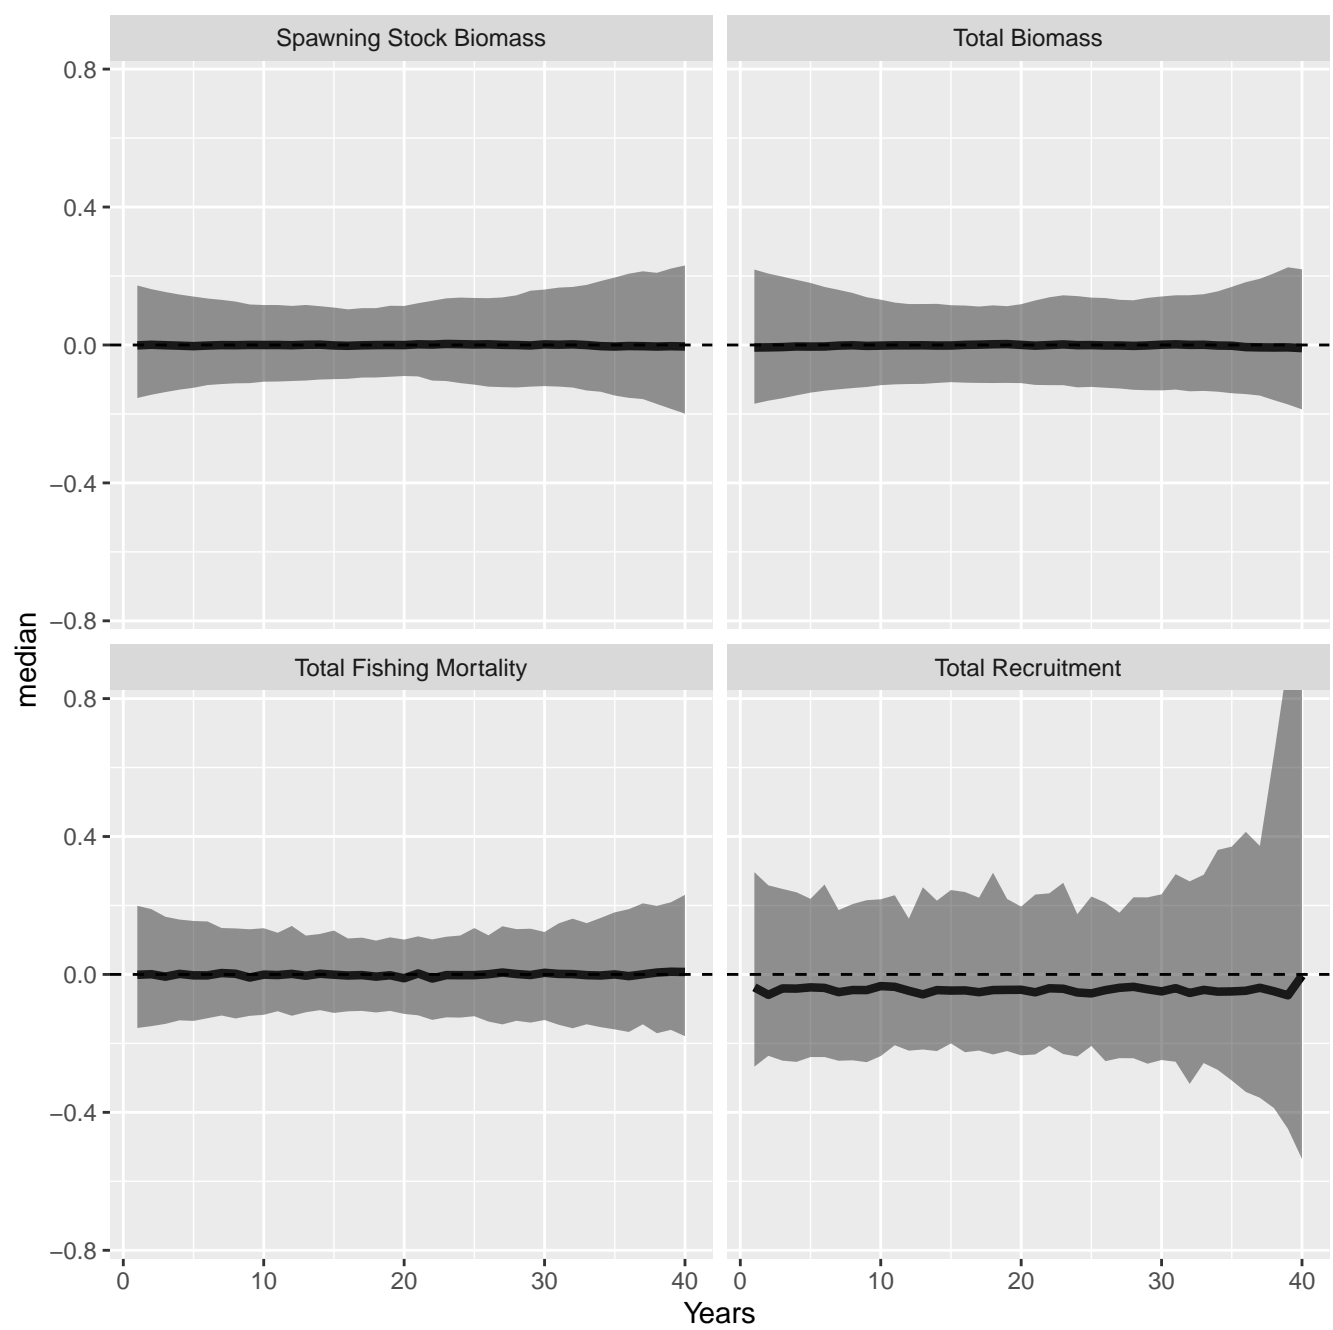 Spawning Stock Biomass
Total Biomass
0.8
0.4
0.0
−0.4
−0.8
median
Total Fishing Mortality
Total Recruitment
0.8
0.4
0.0
−0.4
−0.8
0 10 20 30 40
0 10 20 30 40
Years